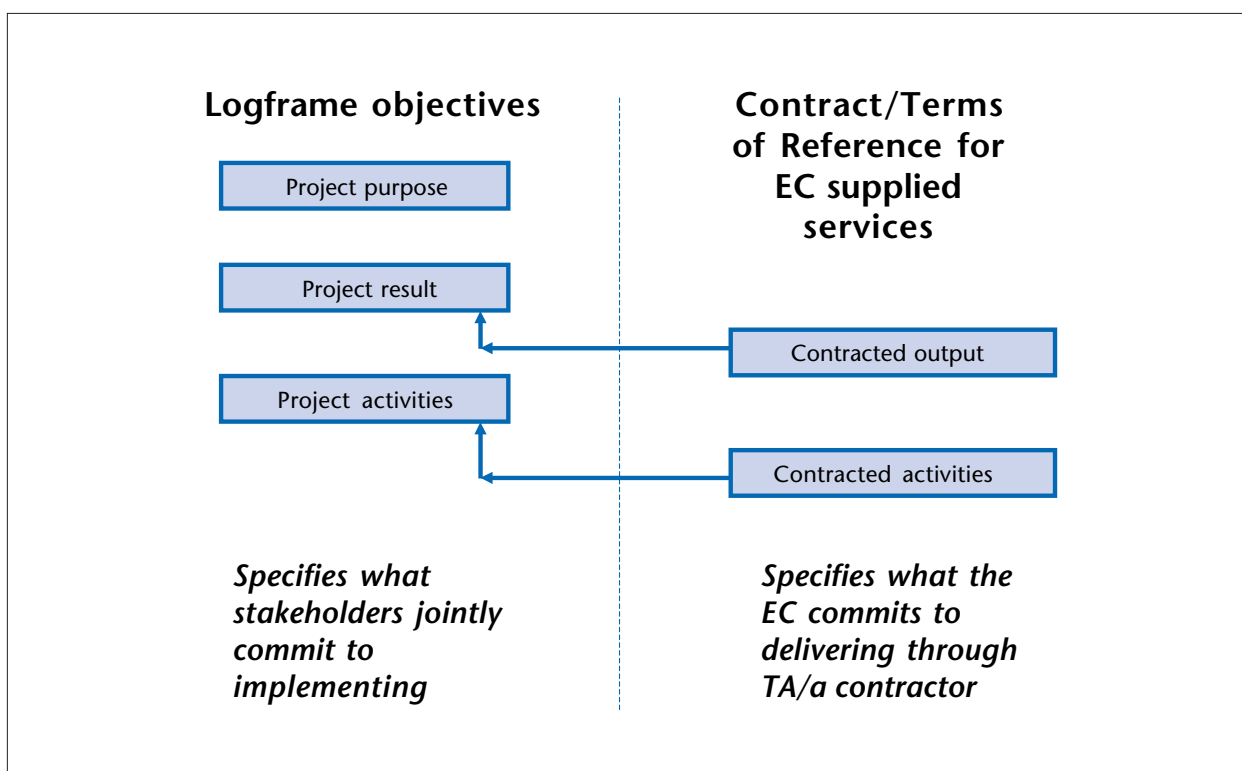 Logframe objectives
Project purpose
Project result
Project activities
Specifies what
stakeholders jointly
commit to
implementing
Contract/Terms
of Reference for
EC supplied
services
Contracted output
Contracted activities
Specifies what the
EC commits to
delivering through
TA/a contractor